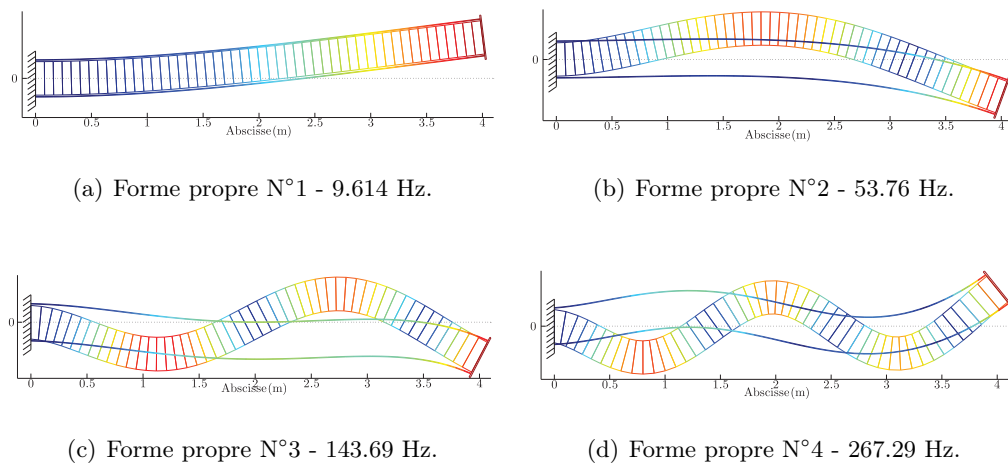 0
0 0.5 1 1.5 2 2.5 3 3.5 4
Abscisse(m)
(a) Forme propre N°1 - 9.614 Hz.
0
0 0.5 1 1.5 2 2.5 3 3.5 4
Abscisse(m)
(b) Forme propre N°2 - 53.76 Hz.
0
0 0.5 1 1.5 2 2.5 3 3.5 4
Abscisse(m)
(c) Forme propre N°3 - 143.69 Hz.
0
0 0.5 1 1.5 2 2.5 3 3.5 4
Abscisse(m)
(d) Forme propre N°4 - 267.29 Hz.